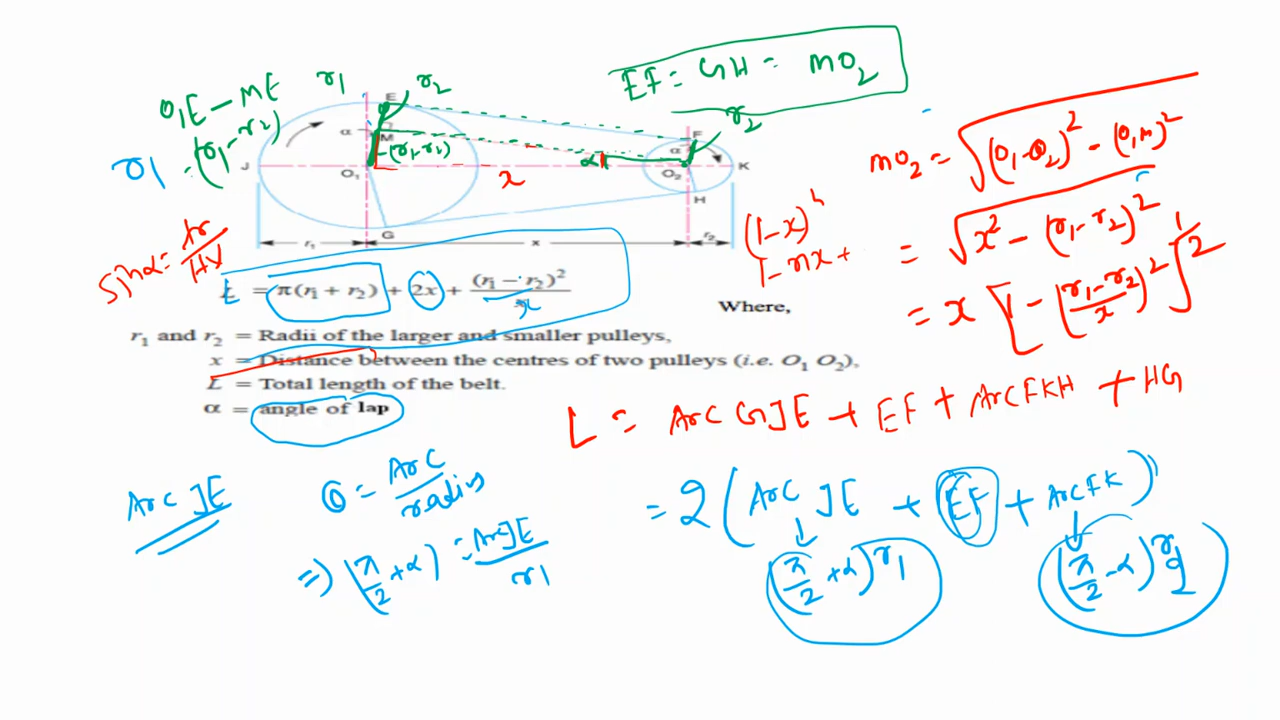 EF = GH = MO2
O1E - ME
r1
r2
r1 = (r1-r2)
E
α
M
(r1-r2)
F
α
r2
J
O1
x
α
O2
K
G
H
r1
x
r2
MO2 = √(O1-O2)² - (O1M)²
= √x² - (r1-r2)²
= x [1 - (r1-r2/x)²]^1/2
(1-x)^n
1-nx+
sinα =
L = π(r1 + r2) + 2x + (r1 - r2)²/x
Where,
r1 and r2 = Radii of the larger and smaller pulleys,
x = Distance between the centres of two pulleys (i.e. O1 O2),
L = Total length of the belt.
α = angle of lap
L = Arc GJE + EF + Arc FKH + HG
= 2 (Arc JE + EF + Arc FK)
(π/2 + α) r1
(π/2 - α) r2
Arc JE
θ = Arc/radius
⇒ (π/2 + α) = Arc JE/r1